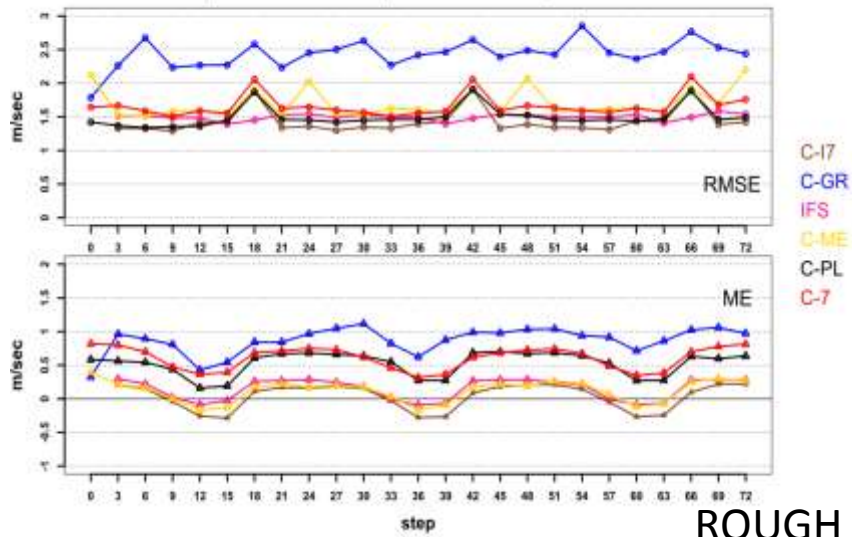 3
2.5
2
1.5
1
0.5
0
m/sec
RMSE
0 3 6 9 12 15 18 21 24 27 30 33 36 39 42 45 48 51 54 57 60 63 66 69 72
C-I7
C-GR
IFS
C-ME
C-PL
C-7
2
1.5
1
0.5
0
-0.5
-1
m/sec
ME
0 3 6 9 12 15 18 21 24 27 30 33 36 39 42 45 48 51 54 57 60 63 66 69 72
step
ROUGH